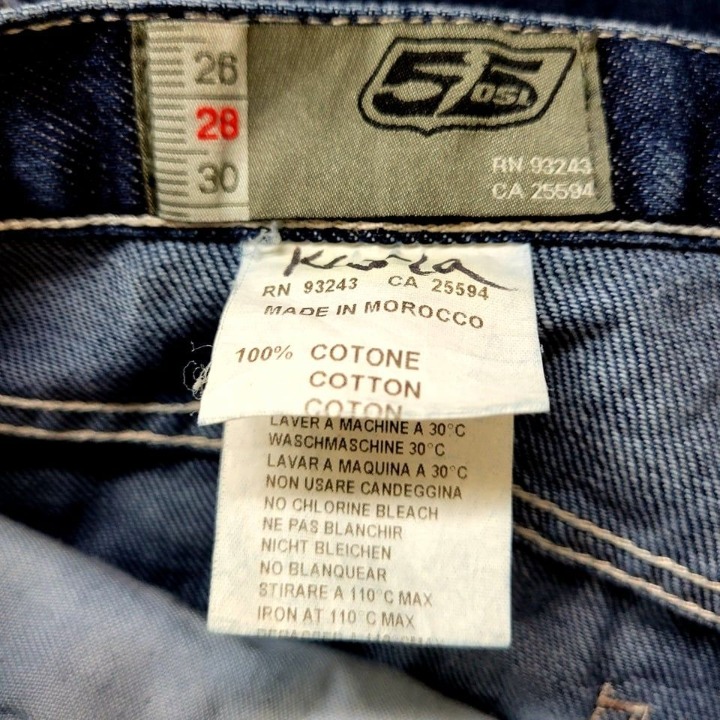 26
28
30
55
DSL
RN 93243
CA 25594
RN 93243 CA 25594
MADE IN MOROCCO
100% COTONE
COTTON
COTON
LAVER A MACHINE A 30°C
WASCHMASCHINE 30°C
LAVAR A MAQUINA A 30°C
NON USARE CANDEGGINA
NO CHLORINE BLEACH
NE PAS BLANCHIR
NICHT BLEICHEN
NO BLANQUEAR
STIRARE A 110°C MAX
IRON AT 110°C MAX